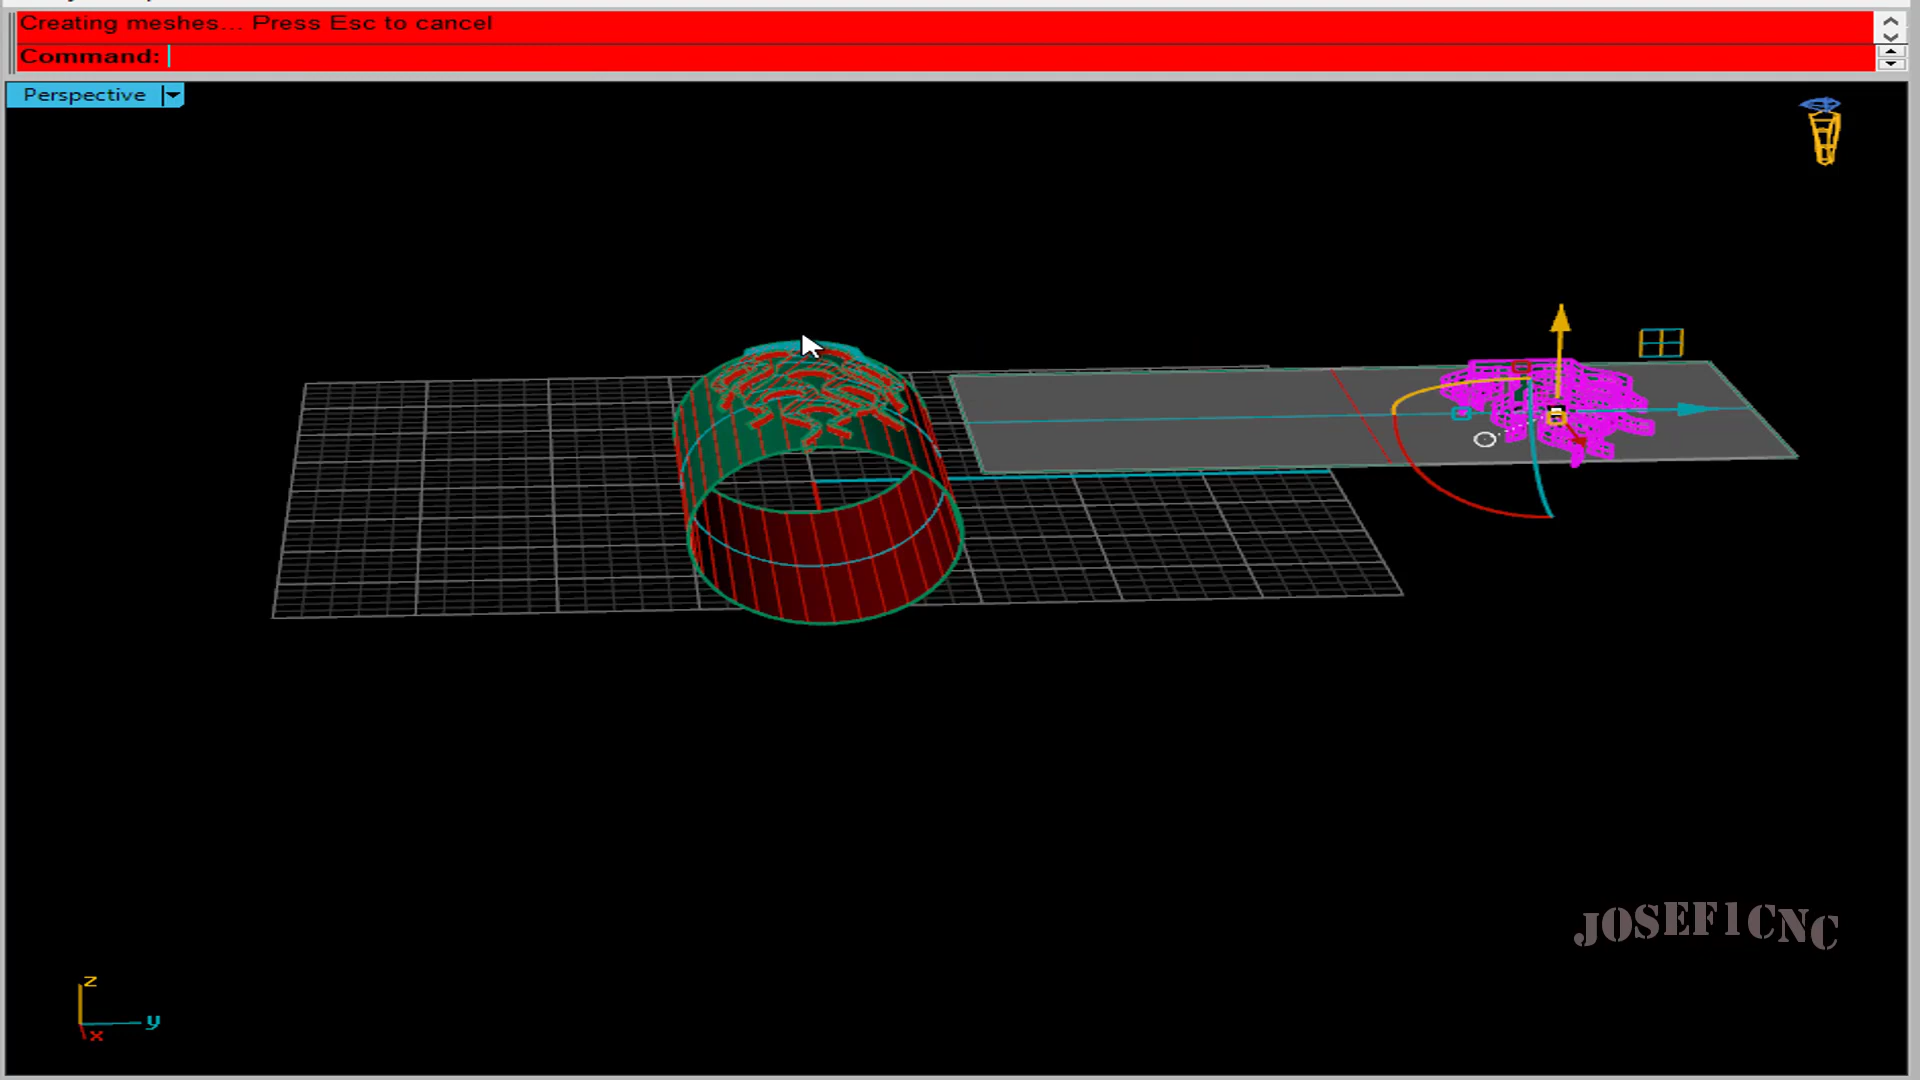 Creating meshes... Press Esc to cancel
Command:
Perspective
JOSEF1CNC
z
y
x